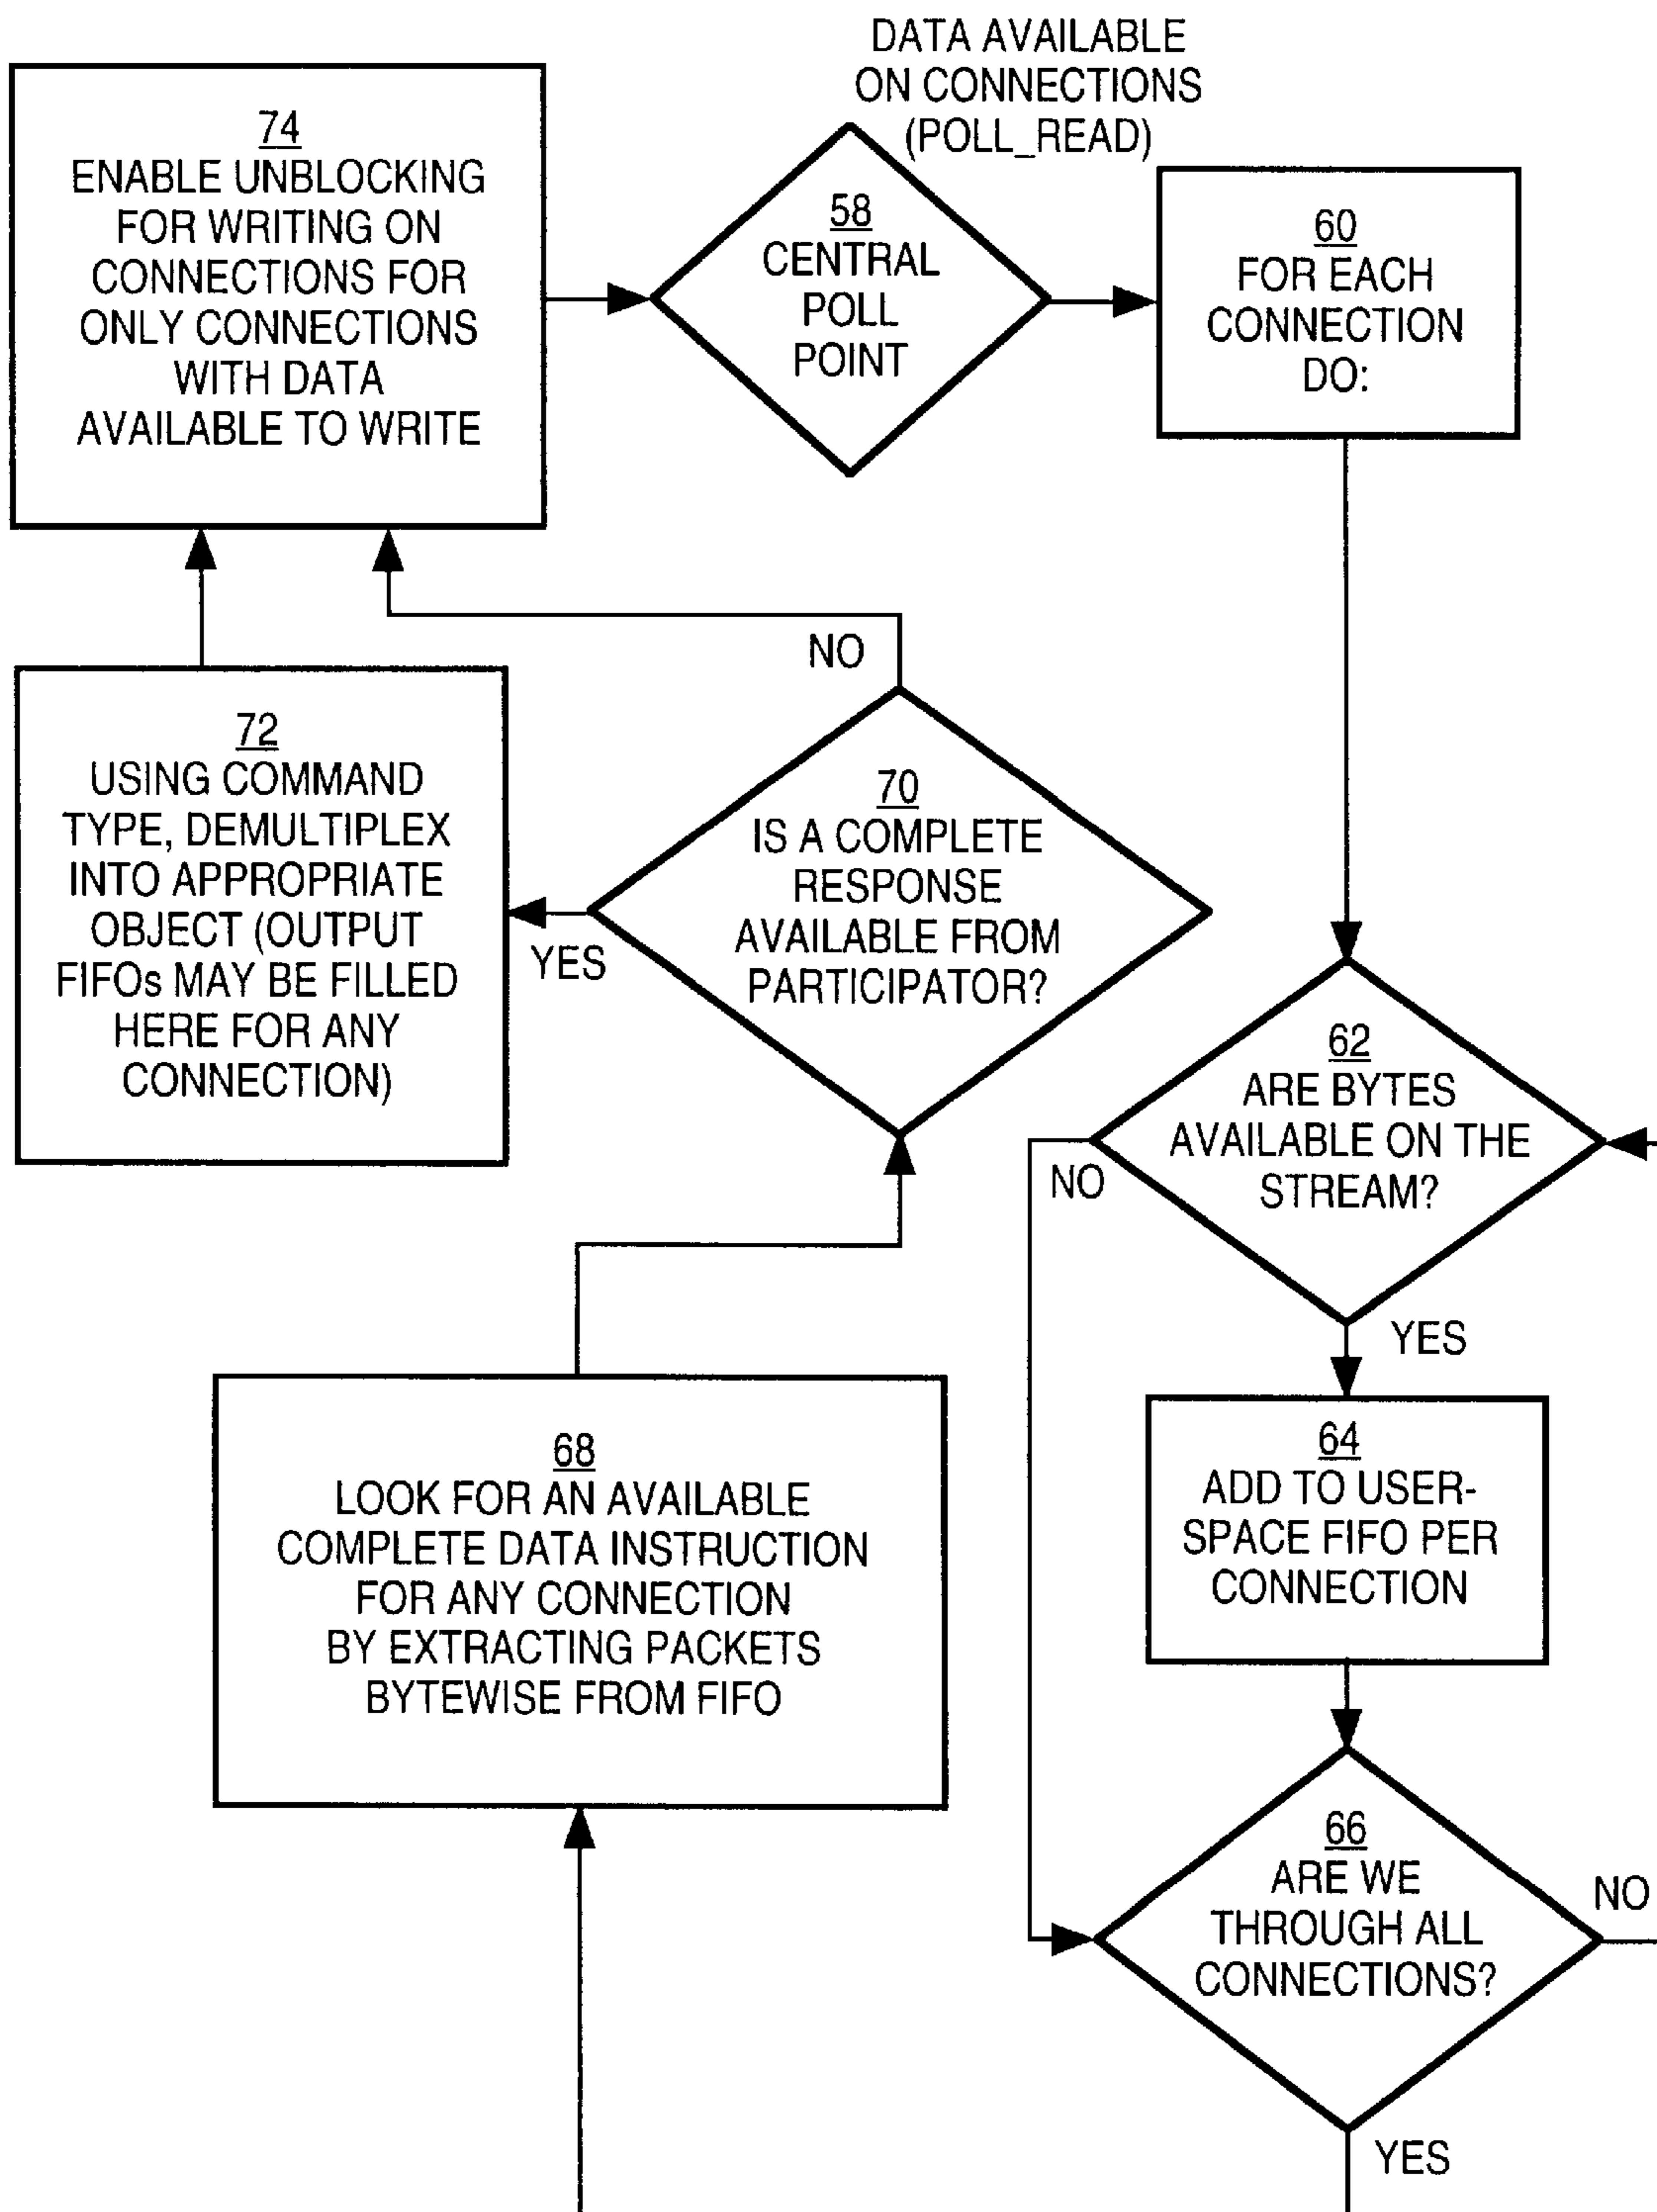 DATA AVAILABLE
ON CONNECTIONS
(POLL_READ)
74
ENABLE UNBLOCKING
FOR WRITING ON
CONNECTIONS FOR
ONLY CONNECTIONS
WITH DATA
AVAILABLE TO WRITE
58
CENTRAL
POLL
POINT
60
FOR EACH
CONNECTION
DO:
NO
72
USING COMMAND
TYPE, DEMULTIPLEX
INTO APPROPRIATE
OBJECT (OUTPUT
FIFOs MAY BE FILLED
HERE FOR ANY
CONNECTION)
YES
70
IS A COMPLETE
RESPONSE
AVAILABLE FROM
PARTICIPATOR?
62
ARE BYTES
AVAILABLE ON THE
STREAM?
NO
YES
68
LOOK FOR AN AVAILABLE
COMPLETE DATA INSTRUCTION
FOR ANY CONNECTION
BY EXTRACTING PACKETS
BYTEWISE FROM FIFO
64
ADD TO USER-
SPACE FIFO PER
CONNECTION
66
ARE WE
THROUGH ALL
CONNECTIONS?
NO
YES